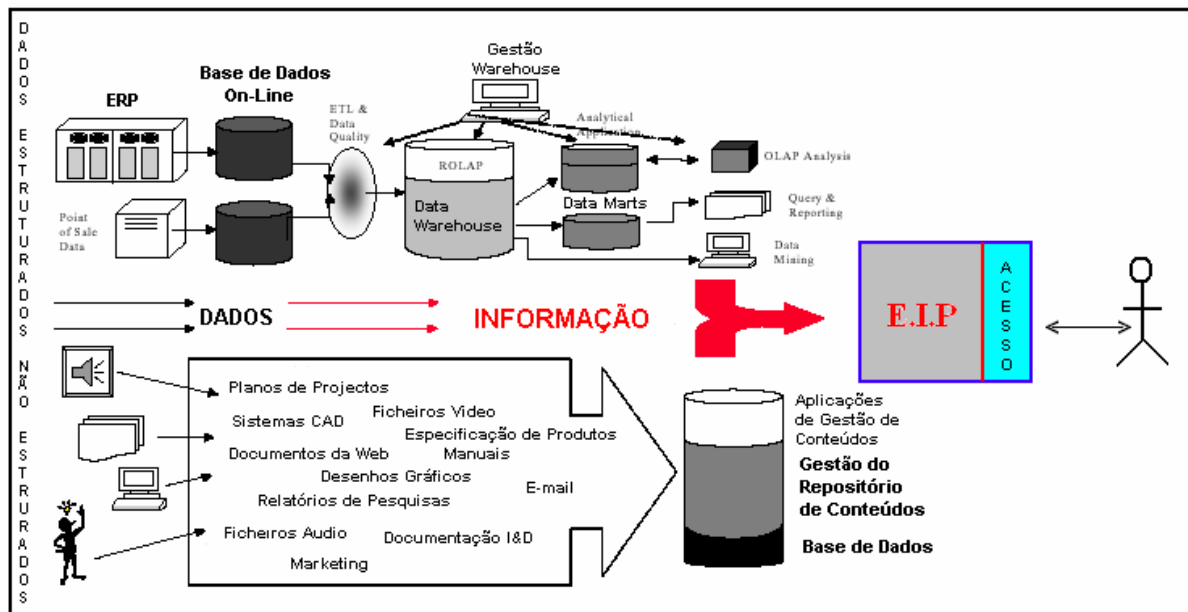 DADOS ESTRUTURADOS NÃO ESTRURADOS
Gestão
Warehouse
Base de Dados
On-Line
ERP
ETL &
Data
Quality
Analytical
Application
ROLAP
OLAP Analysis
Point
of Sale
Data
Data
Warehouse
Data Marts
Query &
Reporting
Data
Mining
DADOS
INFORMAÇÃO
E.I.P
ACESSO
Planos de Projectos
Ficheiros Video
Sistemas CAD
Especificação de Produtos
Documentos da Web
Manuais
Desenhos Gráficos
E-mail
Relatórios de Pesquisas
Ficheiros Audio
Documentação I&D
Marketing
Aplicações
de Gestão de
Conteúdos
Gestão do
Repositório
de Conteúdos
Base de Dados